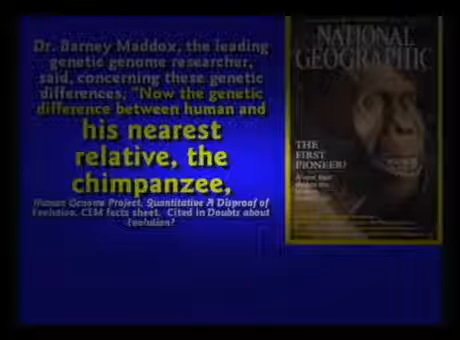 Dr. Barney Maddox, the leading
genetic genome researcher,
said, concerning these genetic
differences, "Now the genetic
difference between human and
his nearest
relative, the
chimpanzee,
Human Genome Project, Quantitative A Disproof of
Evolution, CEM facts sheet. Cited in Doubts about
Evolution?
NATIONAL
GEOGRAPHIC
THE
FIRST
PIONEER?